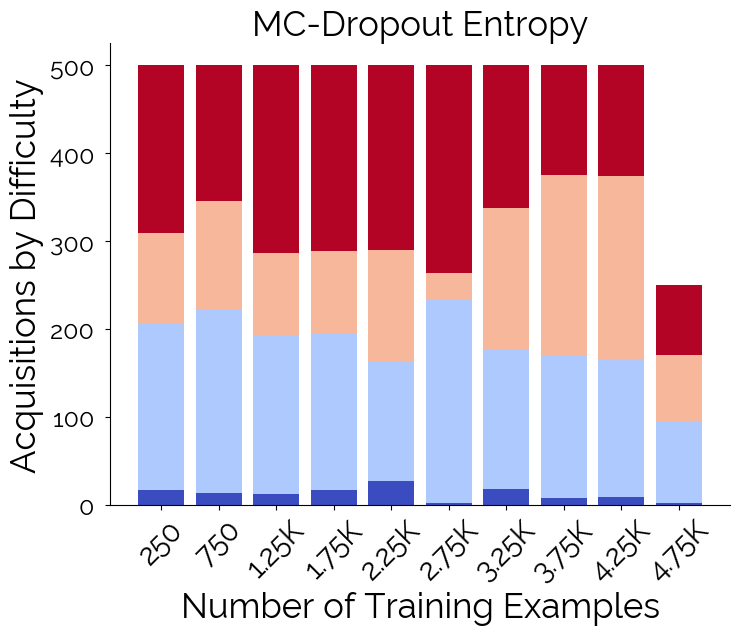 MC-Dropout Entropy
Acquisitions by Difficulty
500
400
300
200
100
0
250
750
1.25K
1.75K
2.25K
2.75K
3.25K
3.75K
4.25K
4.75K
Number of Training Examples